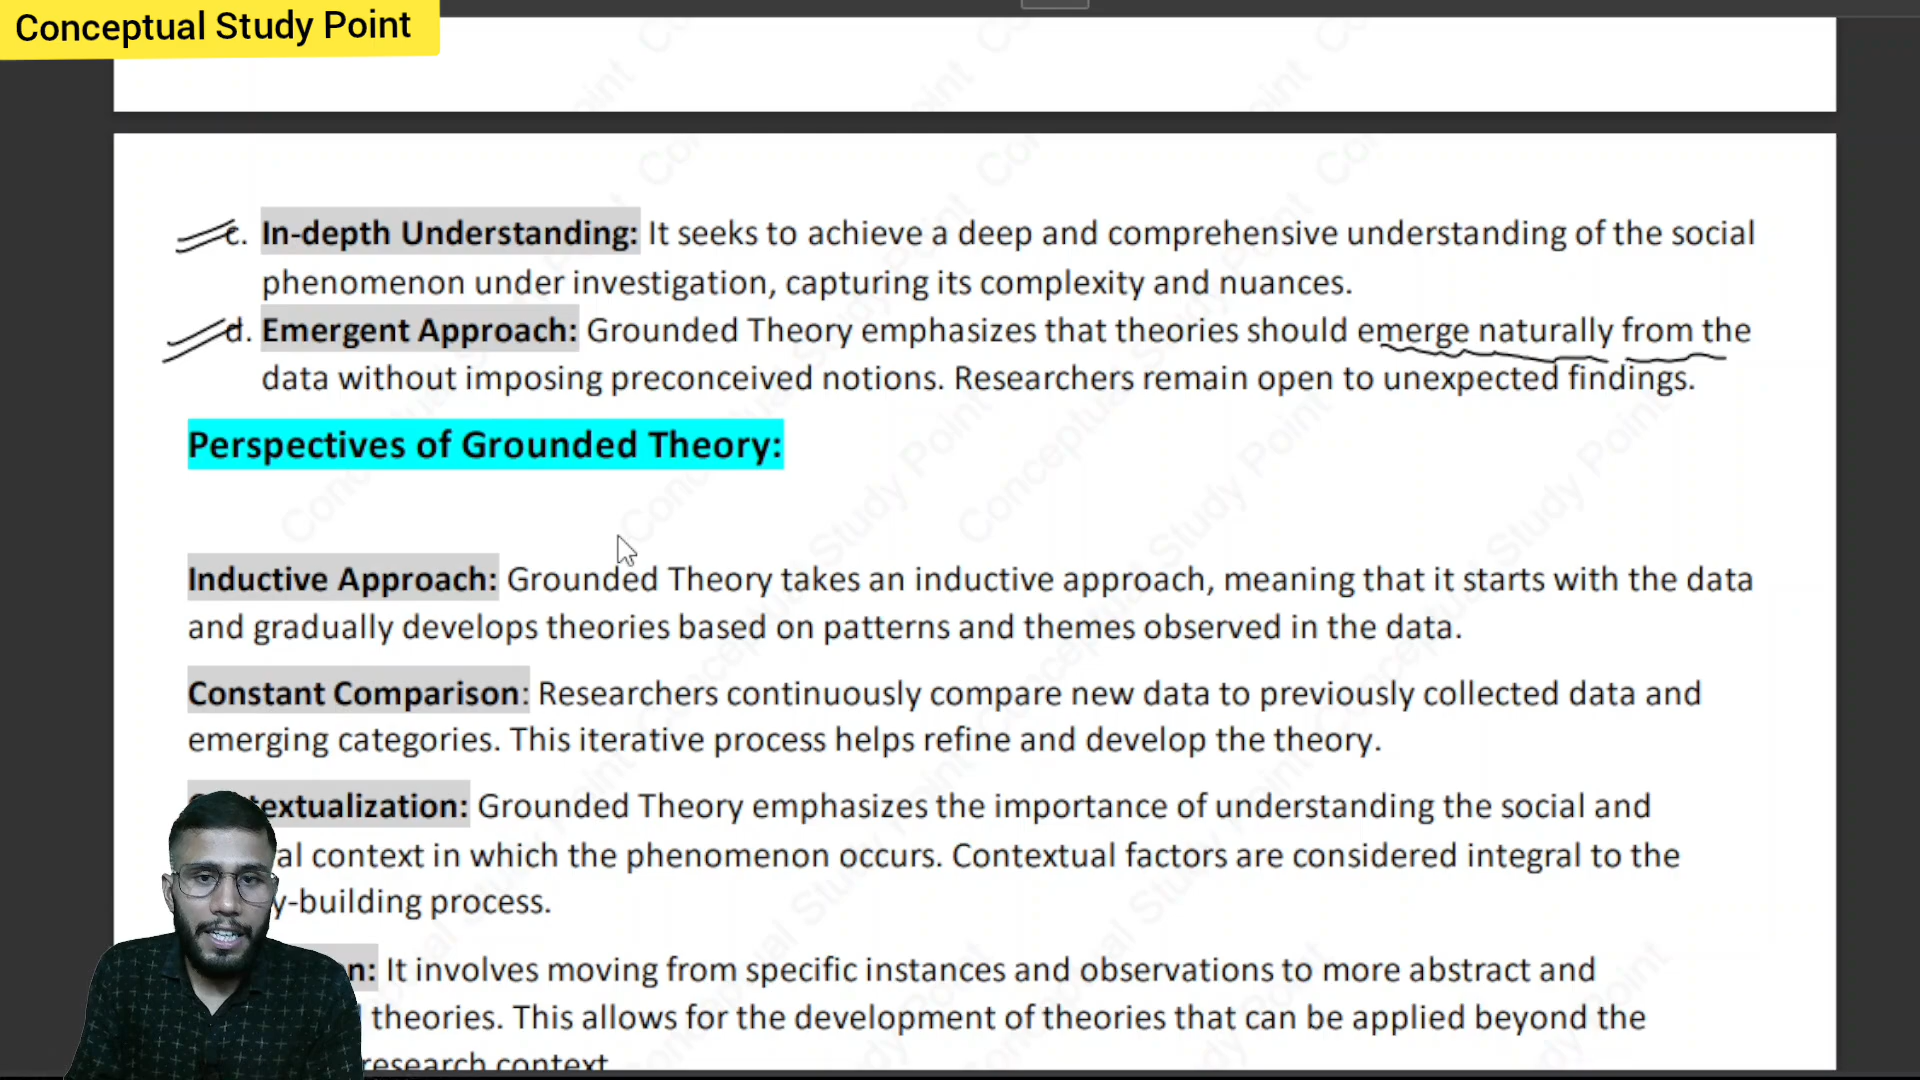 Conceptual Study Point
c. In-depth Understanding: It seeks to achieve a deep and comprehensive understanding of the social
phenomenon under investigation, capturing its complexity and nuances.
d. Emergent Approach: Grounded Theory emphasizes that theories should emerge naturally from the
data without imposing preconceived notions. Researchers remain open to unexpected findings.
Perspectives of Grounded Theory:
Inductive Approach: Grounded Theory takes an inductive approach, meaning that it starts with the data
and gradually develops theories based on patterns and themes observed in the data.
Constant Comparison: Researchers continuously compare new data to previously collected data and
emerging categories. This iterative process helps refine and develop the theory.
extualization: Grounded Theory emphasizes the importance of understanding the social and
al context in which the phenomenon occurs. Contextual factors are considered integral to the
y-building process.
n: It involves moving from specific instances and observations to more abstract and
theories. This allows for the development of theories that can be applied beyond the
research context